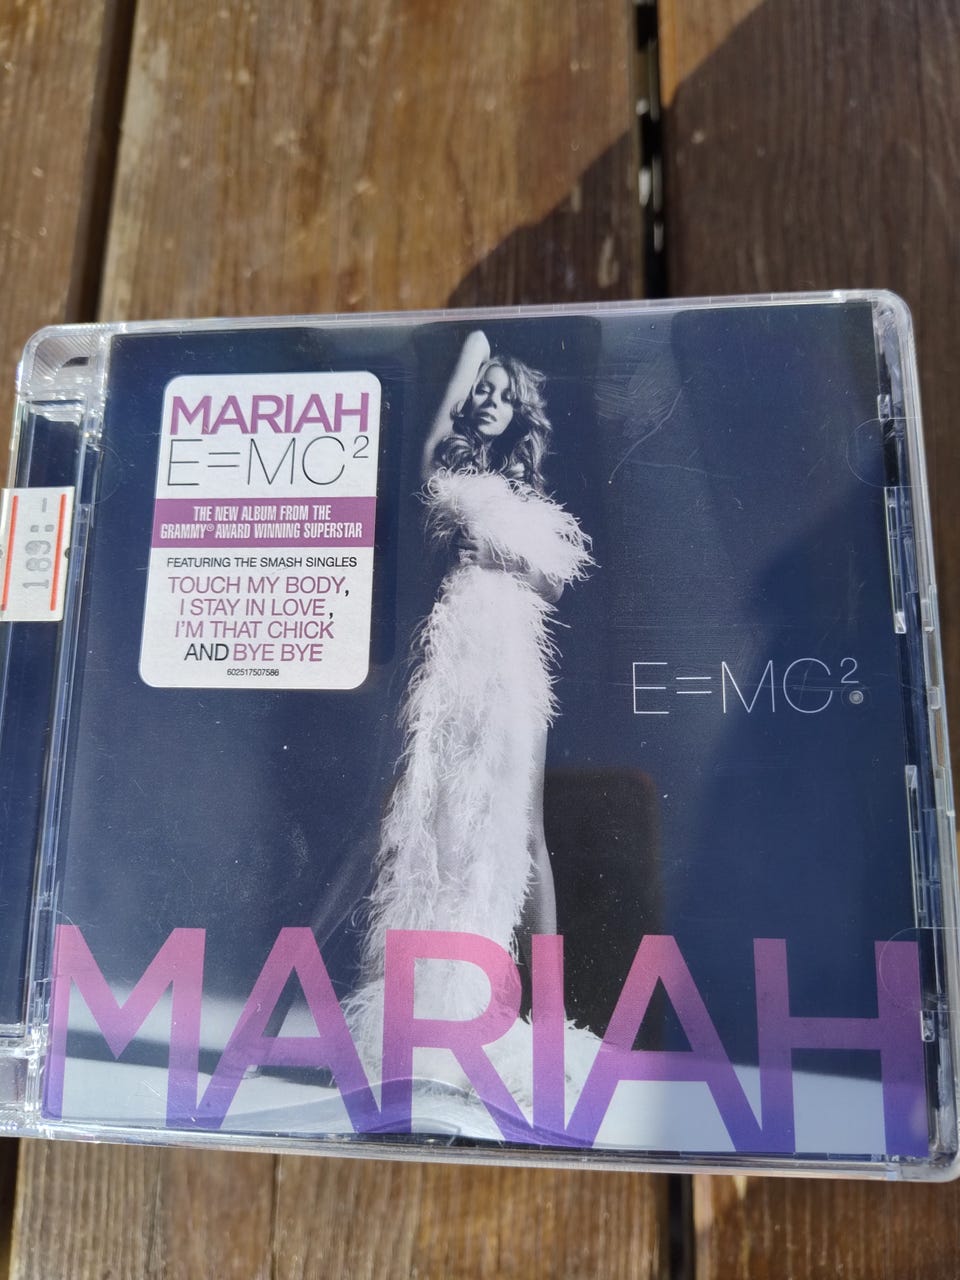 MARIAH
E=MC²
THE NEW ALBUM FROM THE
GRAMMY® AWARD WINNING SUPERSTAR
FEATURING THE SMASH SINGLES
TOUCH MY BODY,
I STAY IN LOVE,
I'M THAT CHICK
AND BYE BYE
602517507586
189:-
E=MC²
MARIAH